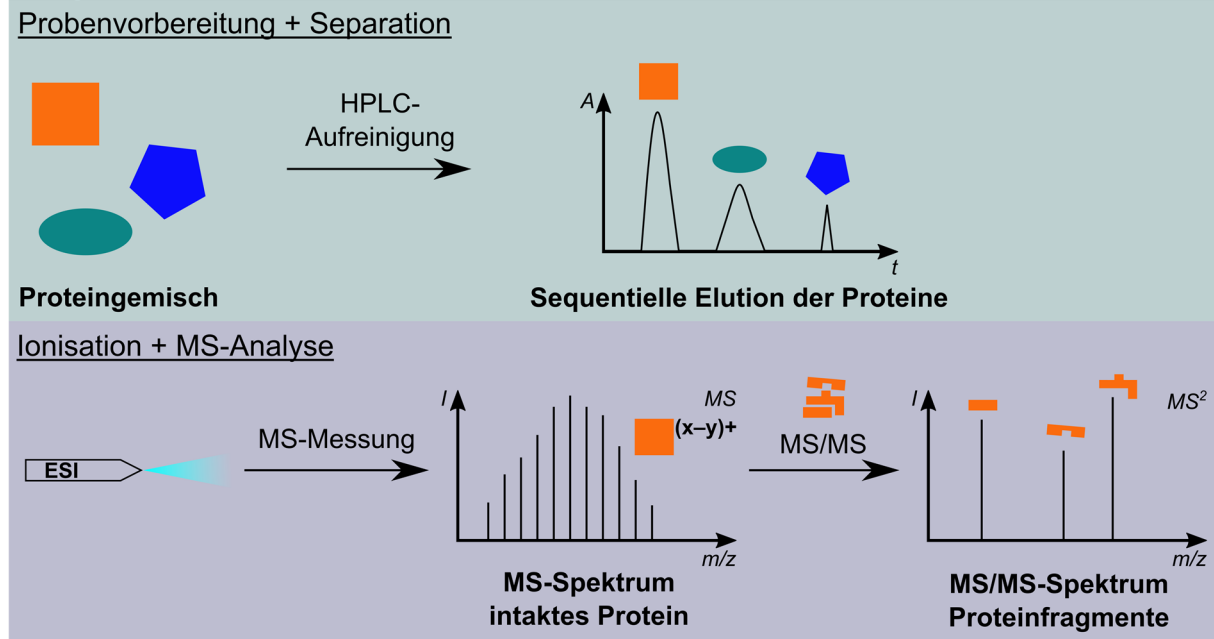 Probenvorbereitung + Separation
HPLC-
Aufreinigung
A
t
Proteingemisch
Sequentielle Elution der Proteine
Ionisation + MS-Analyse
ESI
MS-Messung
I
MS
(x–y)+
m/z
MS-Spektrum
intaktes Protein
MS/MS
I
MS²
m/z
MS/MS-Spektrum
Proteinfragmente